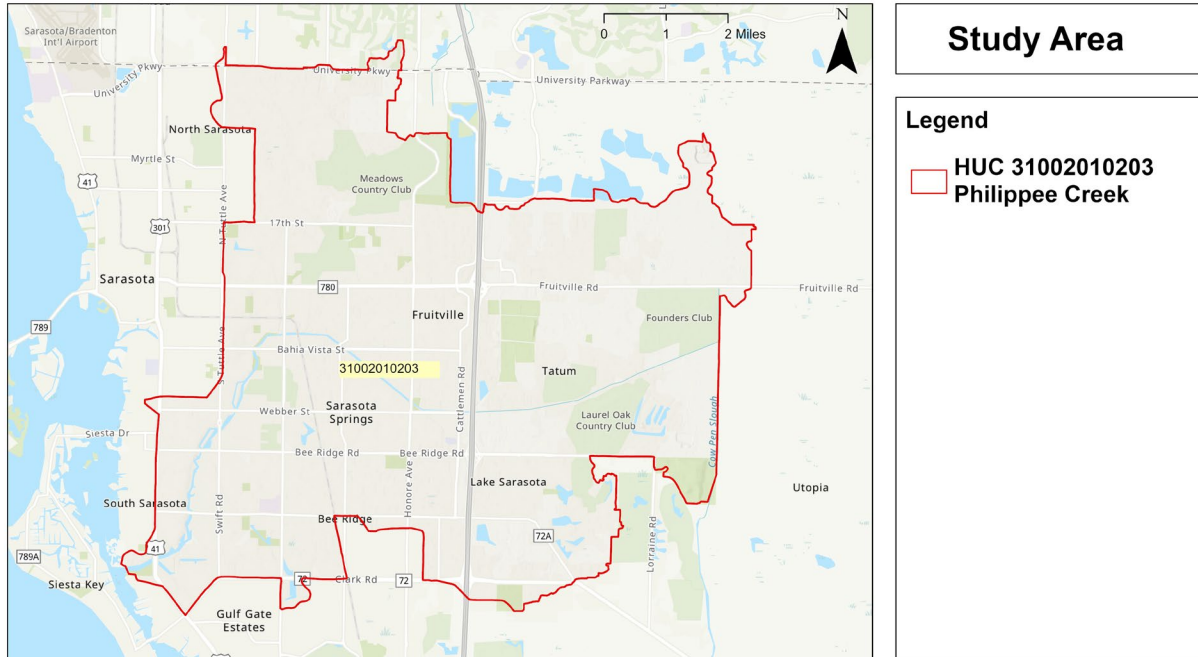 Sarasota/Bradenton
Int'l Airport
University Pkwy
N
0 1 2 Miles
University Pkwy
University Parkway
North Sarasota
Myrtle St
41
Meadows
Country Club
N Tuttle Ave
17th St
301
Sarasota
780
Fruitville Rd
Fruitville Rd
Fruitville
Founders Club
789
S Tuttle Ave
Bahia Vista St
31002010203
Cattlemen Rd
Tatum
Sarasota
Springs
Webber St
Laurel Oak
Country Club
Siesta Dr
Bee Ridge Rd
Bee Ridge Rd
Cow Pen Slough
Honore Ave
Lake Sarasota
Utopia
South Sarasota
Swift Rd
Bee Ridge
72A
Lorraine Rd
41
789A
Siesta Key
72
Clark Rd
72
Gulf Gate
Estates
41
Study Area
Legend
HUC 31002010203
Philippee Creek